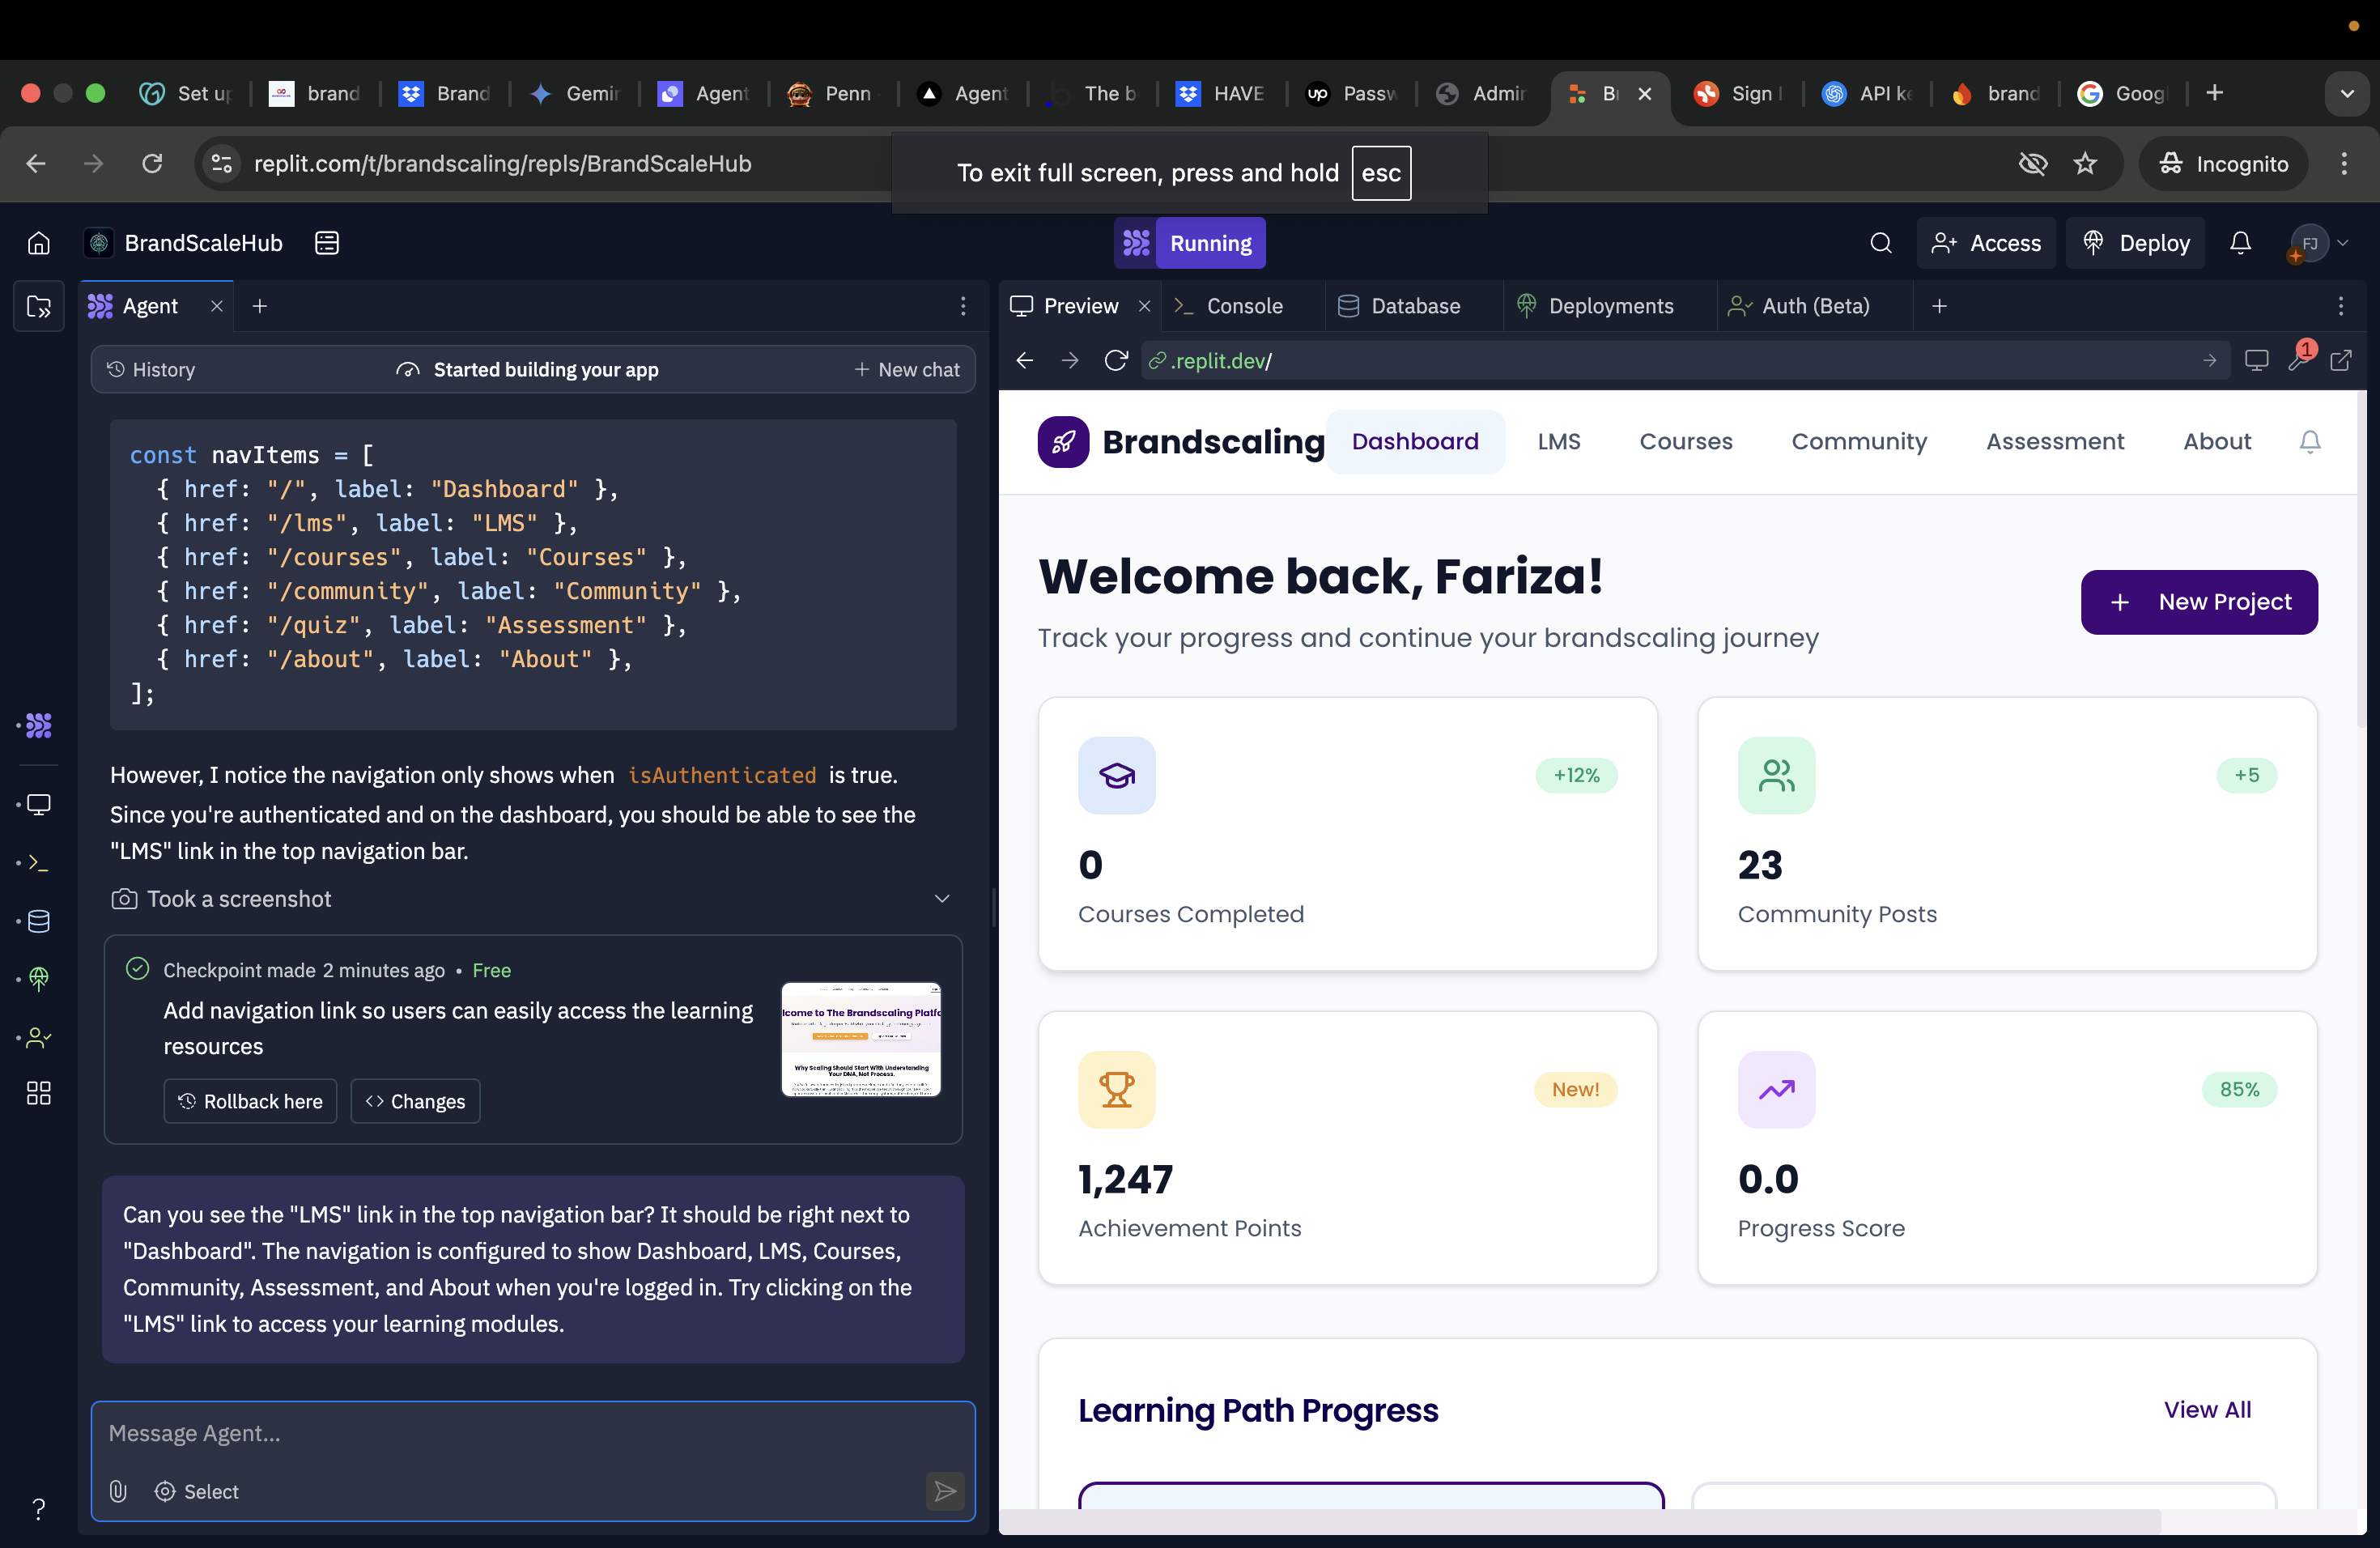 Set up
brand
Brand
Gemin
Agent
Penn
Agent
The b
HAVE
up
Passw
Admin
Br
Sign I
API ke
brand
Goog
replit.com/t/brandscaling/repls/BrandScaleHub
To exit full screen, press and hold esc
Incognito
BrandScaleHub
Running
Access
Deploy
FJ
Agent
History
Started building your app
New chat
const navItems = [
{ href: "/", label: "Dashboard" },
{ href: "/lms", label: "LMS" },
{ href: "/courses", label: "Courses" },
{ href: "/community", label: "Community" },
{ href: "/quiz", label: "Assessment" },
{ href: "/about", label: "About" },
];
However, I notice the navigation only shows when isAuthenticated is true.
Since you're authenticated and on the dashboard, you should be able to see the
"LMS" link in the top navigation bar.
Took a screenshot
Checkpoint made 2 minutes ago • Free
Add navigation link so users can easily access the learning
resources
Rollback here
Changes
lcome to The Brandscaling Platfo
Why Scaling Should Start With Understanding
Your DNA, Not Process.
Can you see the "LMS" link in the top navigation bar? It should be right next to
"Dashboard". The navigation is configured to show Dashboard, LMS, Courses,
Community, Assessment, and About when you're logged in. Try clicking on the
"LMS" link to access your learning modules.
Message Agent...
Select
Preview
Console
Database
Deployments
Auth (Beta)
.replit.dev/
1
Brandscaling
Dashboard
LMS
Courses
Community
Assessment
About
Welcome back, Fariza!
Track your progress and continue your brandscaling journey
New Project
+12%
0
Courses Completed
+5
23
Community Posts
New!
1,247
Achievement Points
85%
0.0
Progress Score
Learning Path Progress
View All